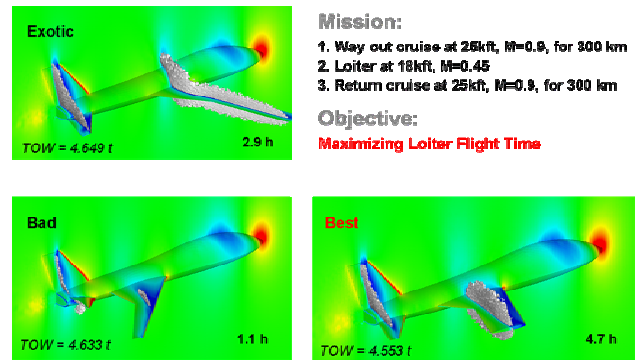 Exotic
TOW = 4.649 t
2.9 h
Mission:
1. Way out cruise at 25kft, M=0.9, for 300 km
2. Loiter at 18kft, M=0.45
3. Return cruise at 25kft, M=0.9, for 300 km
Objective:
Maximizing Loiter Flight Time
Bad
TOW = 4.633 t
1.1 h
Best
TOW = 4.553 t
4.7 h